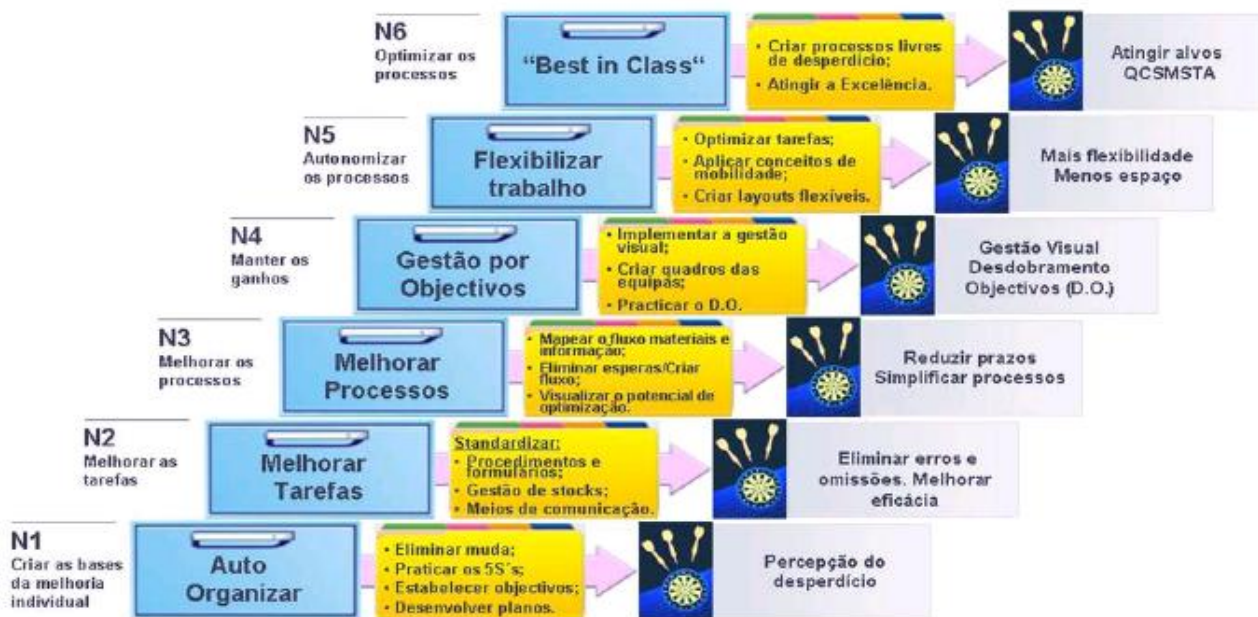 N6
Optimizar os
processos
“Best in Class“
• Criar processos livres
de desperdício;
• Atingir a Excelência.
Atingir alvos
QCSMSTA
N5
Autonomizar
os processos
Flexibilizar
trabalho
• Optimizar tarefas;
• Aplicar conceitos de
mobilidade;
• Criar layouts flexíveis.
Mais flexibilidade
Menos espaço
N4
Manter os
ganhos
Gestão por
Objectivos
• Implementar a gestão
visual;
• Criar quadros das
equipas;
• Practicar o D.O.
Gestão Visual
Desdobramento
Objectivos (D.O.)
N3
Melhorar os
processos
Melhorar
Processos
• Mapear o fluxo materiais e
informação;
• Eliminar esperas/Criar
fluxo;
• Visualizar o potencial de
optimização.
Reduzir prazos
Simplificar processos
N2
Melhorar as
tarefas
Melhorar
Tarefas
Standardizar:
• Procedimentos e
formulários;
• Gestão de stocks;
• Meios de comunicação.
Eliminar erros e
omissões. Melhorar
eficácia
N1
Criar as bases
da melhoria
individual
Auto
Organizar
• Eliminar muda;
• Praticar os 5S´s;
• Estabelecer objectivos;
• Desenvolver planos.
Percepção do
desperdício